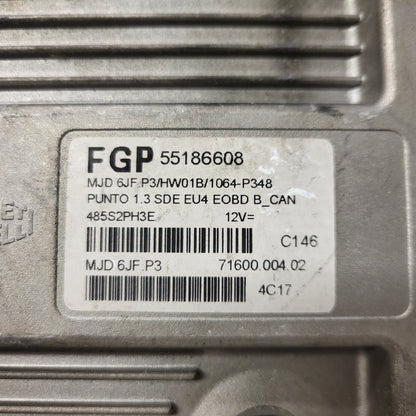 FGP 55186608
MJD 6JF.P3/HW01B/1064-P348
PUNTO 1.3 SDE EU4 EOBD B_CAN
485S2PH3E 12V=
C146
MJD 6JF.P3 71600.004.02
4C17